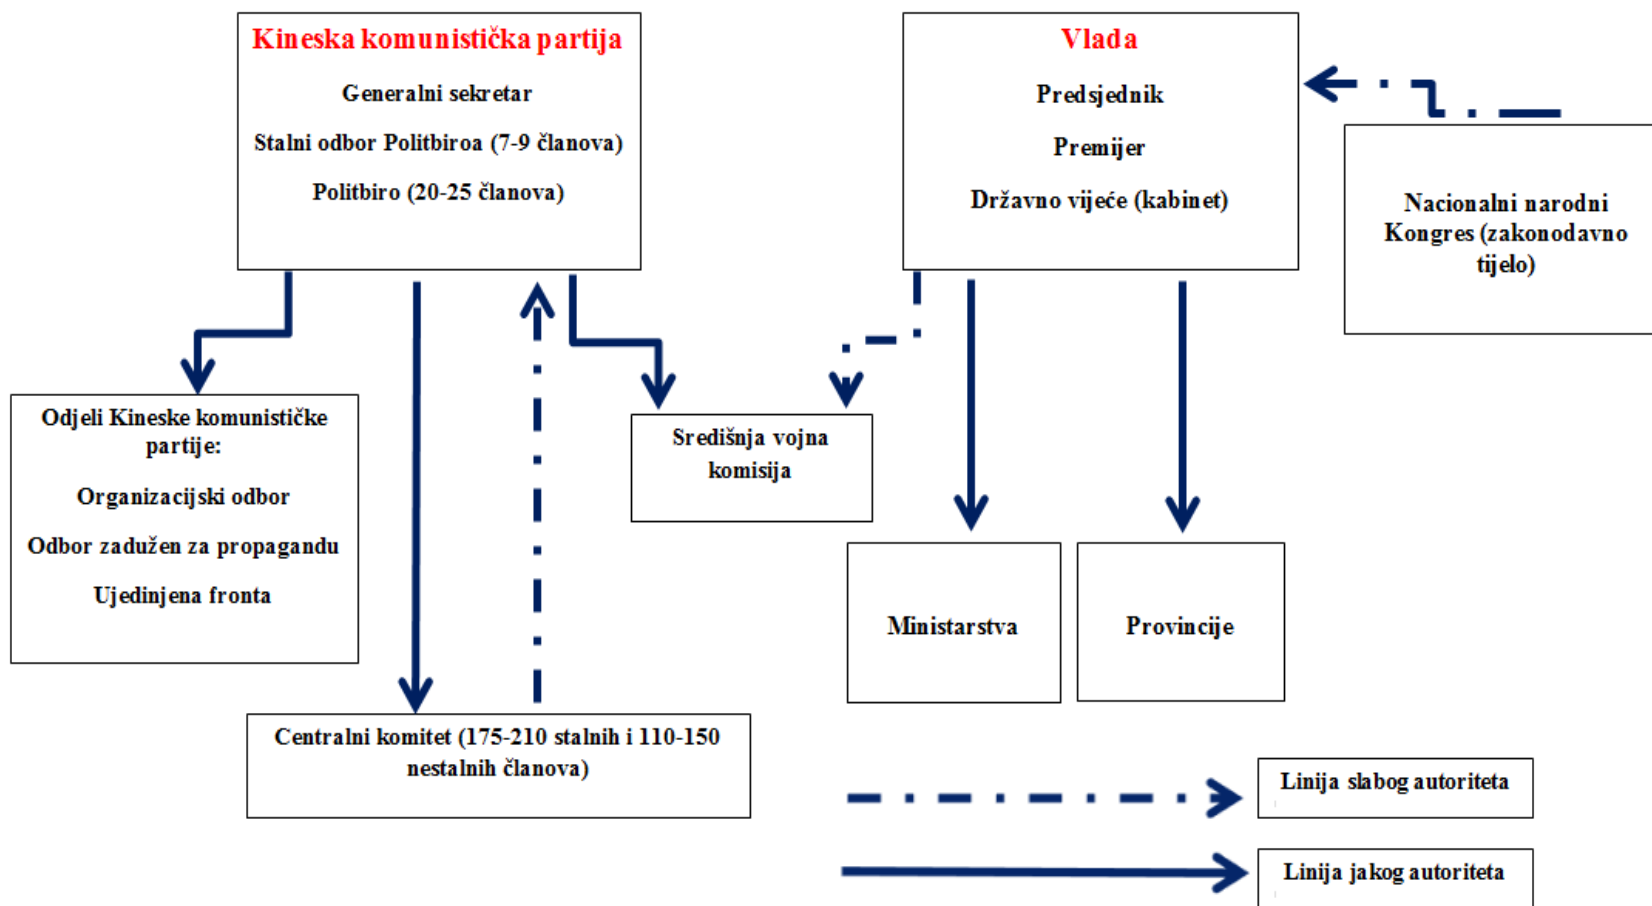 Kineska komunistička partija
Generalni sekretar
Stalni odbor Politbiroa (7-9 članova)
Politbiro (20-25 članova)
Vlada
Predsjednik
Premijer
Državno vijeće (kabinet)
Nacionalni narodni
Kongres (zakonodavno
tijelo)
Odjeli Kineske komunističke
partije:
Organizacijski odbor
Odbor zadužen za propagandu
Ujedinjena fronta
Središnja vojna
komisija
Ministarstva
Provincije
Centralni komitet (175-210 stalnih i 110-150
nestalnih članova)
Linija slabog autoriteta
Linija jakog autoriteta